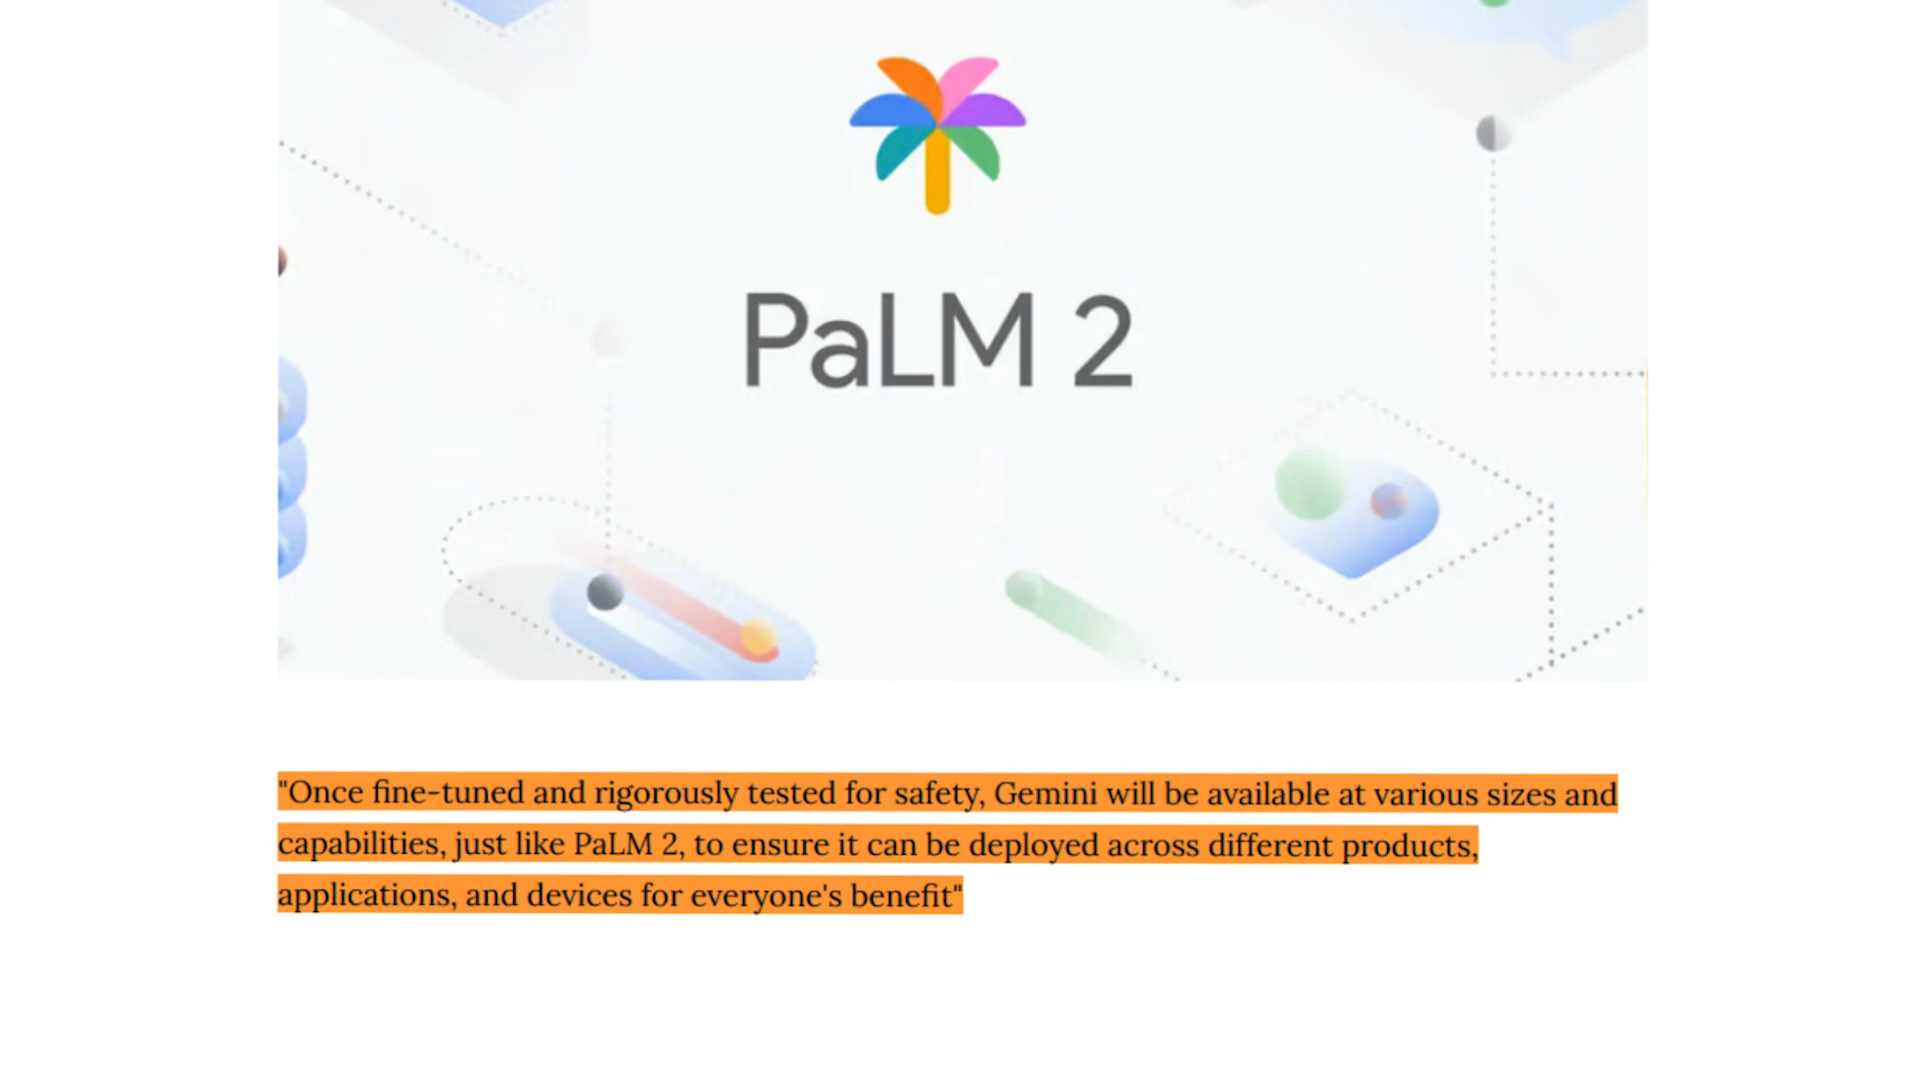 PaLM 2
"Once fine-tuned and rigorously tested for safety, Gemini will be available at various sizes and
capabilities, just like PaLM 2, to ensure it can be deployed across different products,
applications, and devices for everyone's benefit"